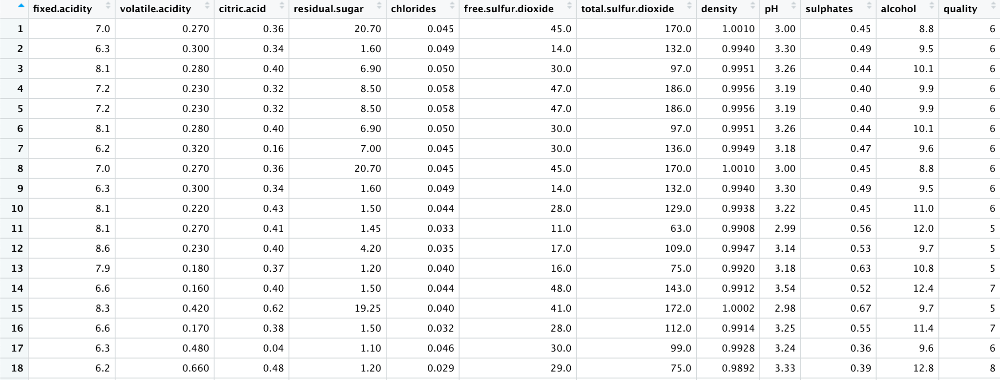 fixed.acidity volatile.acidity citric.acid residual.sugar chlorides free.sulfur.dioxide total.sulfur.dioxide density pH sulphates alcohol quality
1 7.0 0.270 0.36 20.70 0.045 45.0 170.0 1.0010 3.00 0.45 8.8 6
2 6.3 0.300 0.34 1.60 0.049 14.0 132.0 0.9940 3.30 0.49 9.5 6
3 8.1 0.280 0.40 6.90 0.050 30.0 97.0 0.9951 3.26 0.44 10.1 6
4 7.2 0.230 0.32 8.50 0.058 47.0 186.0 0.9956 3.19 0.40 9.9 6
5 7.2 0.230 0.32 8.50 0.058 47.0 186.0 0.9956 3.19 0.40 9.9 6
6 8.1 0.280 0.40 6.90 0.050 30.0 97.0 0.9951 3.26 0.44 10.1 6
7 6.2 0.320 0.16 7.00 0.045 30.0 136.0 0.9949 3.18 0.47 9.6 6
8 7.0 0.270 0.36 20.70 0.045 45.0 170.0 1.0010 3.00 0.45 8.8 6
9 6.3 0.300 0.34 1.60 0.049 14.0 132.0 0.9940 3.30 0.49 9.5 6
10 8.1 0.220 0.43 1.50 0.044 28.0 129.0 0.9938 3.22 0.45 11.0 6
11 8.1 0.270 0.41 1.45 0.033 11.0 63.0 0.9908 2.99 0.56 12.0 5
12 8.6 0.230 0.40 4.20 0.035 17.0 109.0 0.9947 3.14 0.53 9.7 5
13 7.9 0.180 0.37 1.20 0.040 16.0 75.0 0.9920 3.18 0.63 10.8 5
14 6.6 0.160 0.40 1.50 0.044 48.0 143.0 0.9912 3.54 0.52 12.4 7
15 8.3 0.420 0.62 19.25 0.040 41.0 172.0 1.0002 2.98 0.67 9.7 5
16 6.6 0.170 0.38 1.50 0.032 28.0 112.0 0.9914 3.25 0.55 11.4 7
17 6.3 0.480 0.04 1.10 0.046 30.0 99.0 0.9928 3.24 0.36 9.6 6
18 6.2 0.660 0.48 1.20 0.029 29.0 75.0 0.9892 3.33 0.39 12.8 8